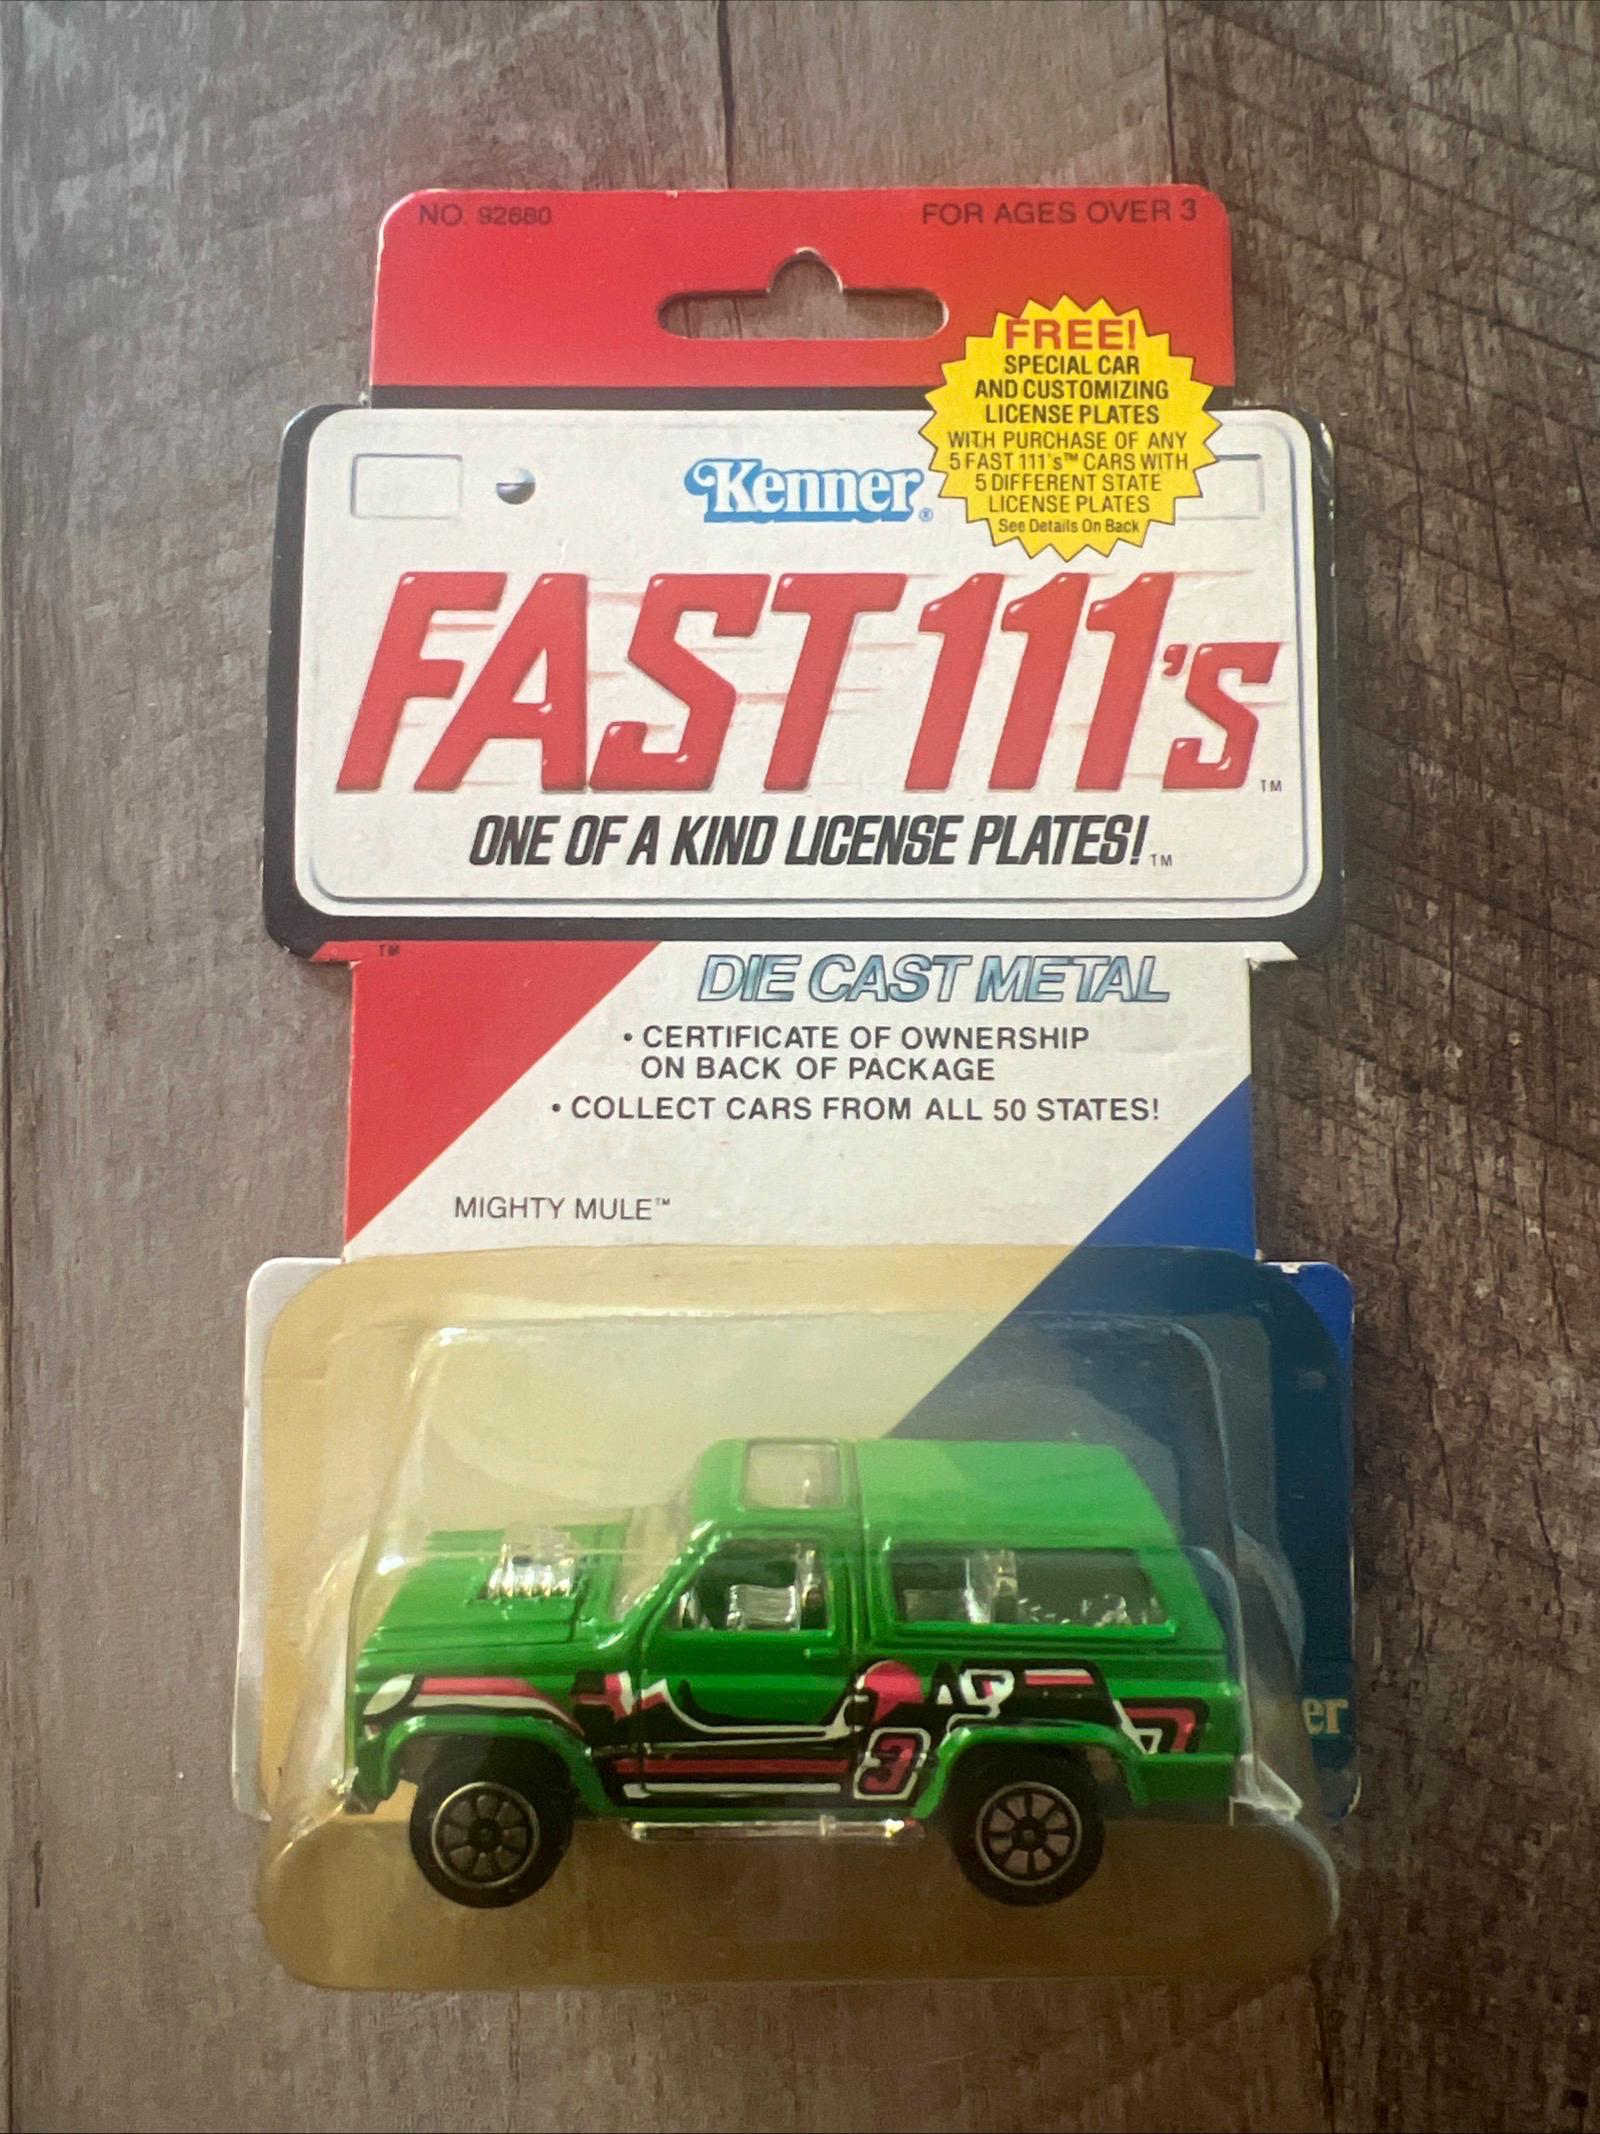 NO. 92680
FOR AGES OVER 3
FREE!
SPECIAL CAR
AND CUSTOMIZING
LICENSE PLATES
WITH PURCHASE OF ANY
5 FAST 111's™ CARS WITH
5 DIFFERENT STATE
LICENSE PLATES
See Details On Back
Kenner®
FAST 111's™
ONE OF A KIND LICENSE PLATES!™
™
DIE CAST METAL
• CERTIFICATE OF OWNERSHIP
ON BACK OF PACKAGE
• COLLECT CARS FROM ALL 50 STATES!
MIGHTY MULE™
er
3